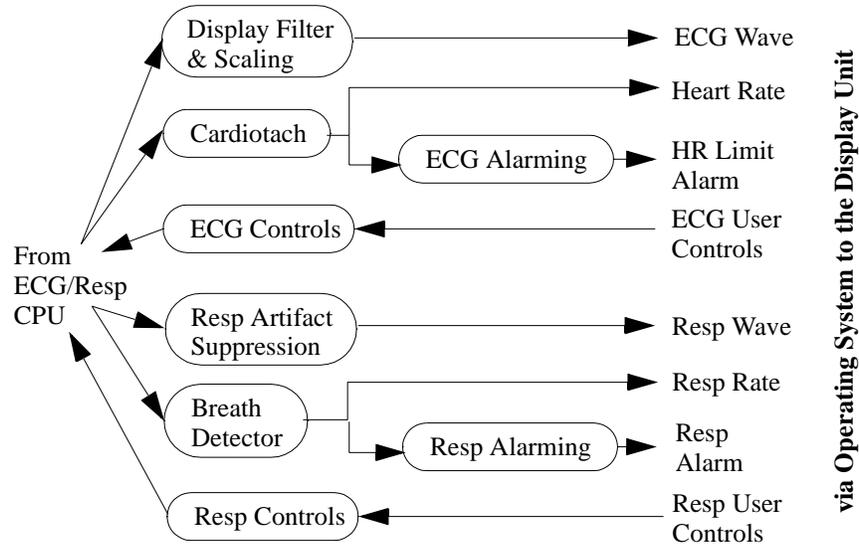 Display Filter
& Scaling
ECG Wave
Heart Rate
Cardiotach
ECG Alarming
HR Limit
Alarm
ECG Controls
ECG User
Controls
From
ECG/Resp
CPU
Resp Artifact
Suppression
Resp Wave
Resp Rate
Breath
Detector
Resp Alarming
Resp
Alarm
Resp Controls
Resp User
Controls
via Operating System to the Display Unit